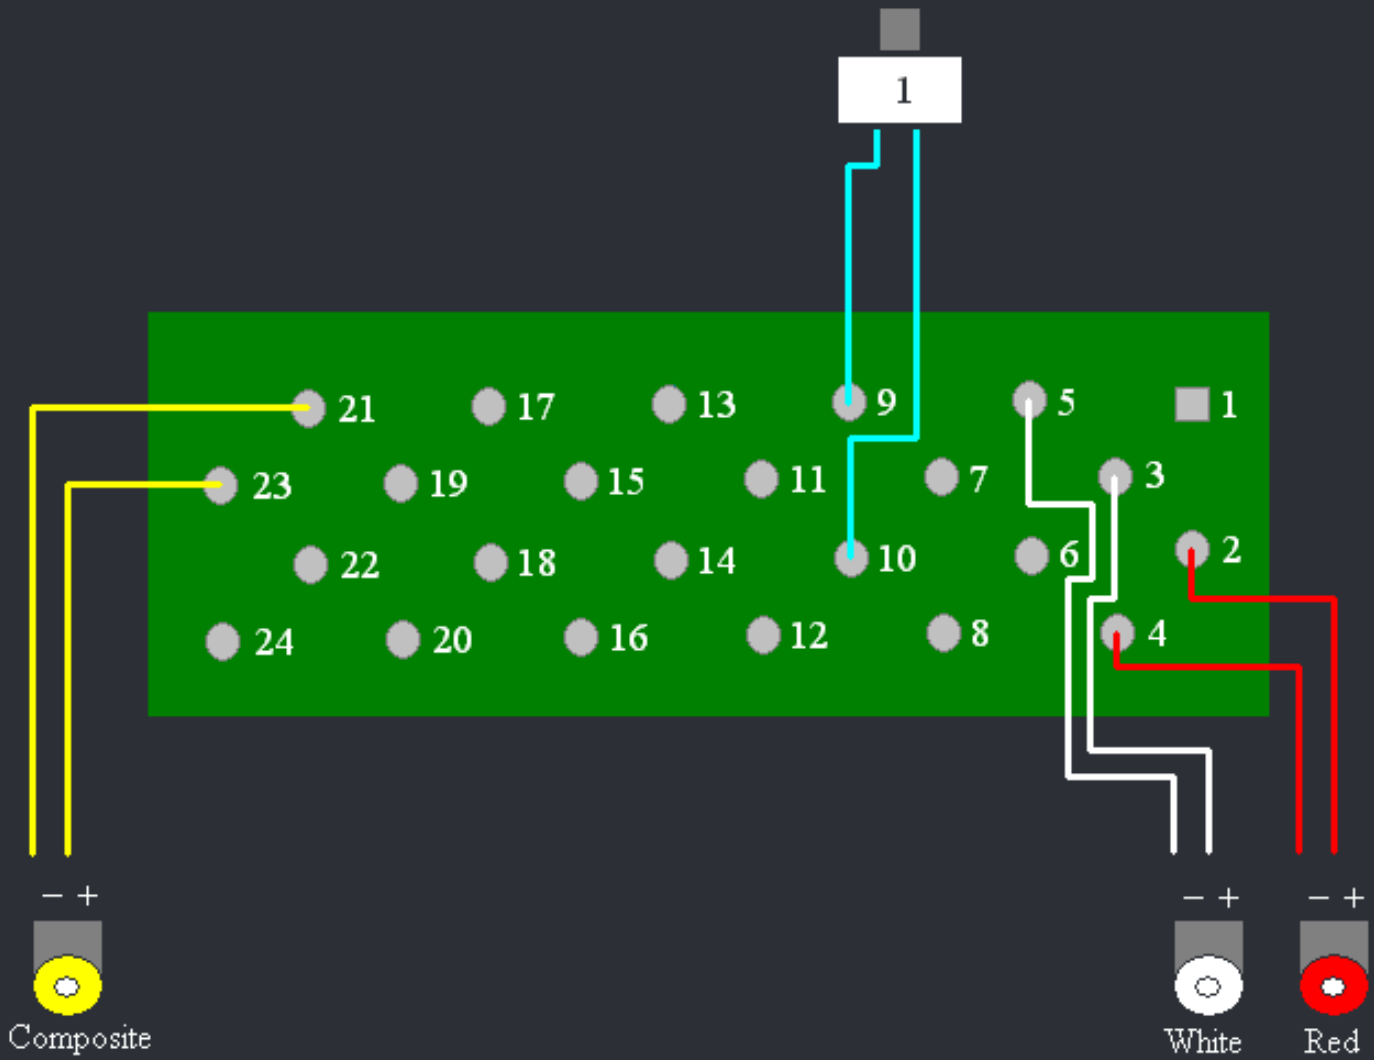 1
21 17 13 9 5 1
23 19 15 11 7 3
22 18 14 10 6 2
24 20 16 12 8 4
− + − + − +
Composite White Red